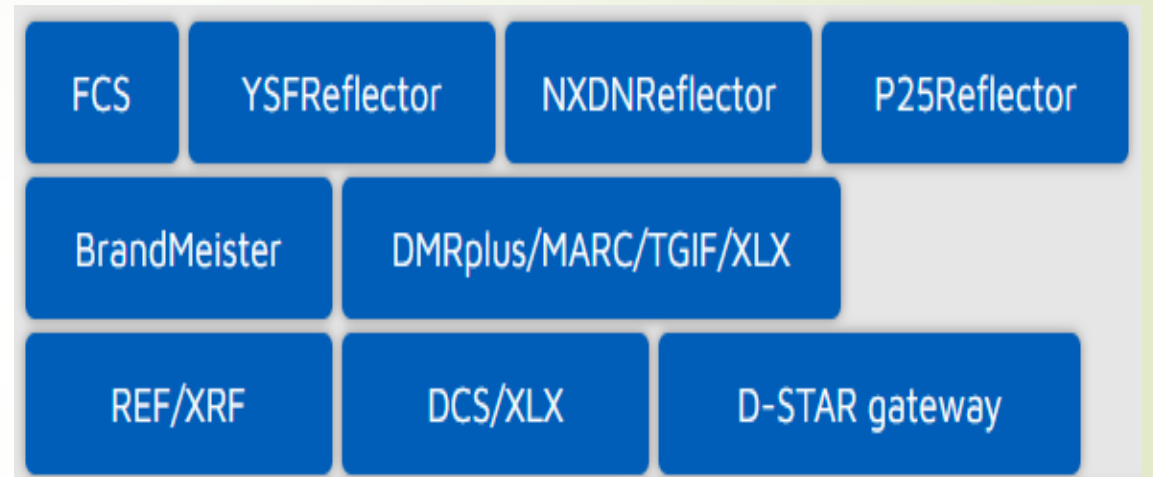 FCS YSFReflector NXDNReflector P25Reflector
BrandMeister DMRplus/MARC/TGIF/XLX
REF/XRF DCS/XLX D-STAR gateway